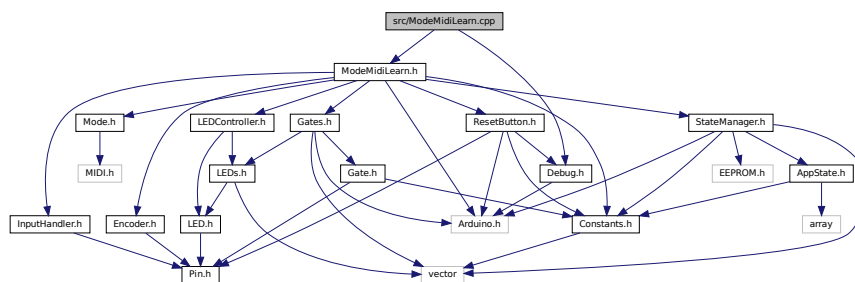 src/ModeMidiLearn.cpp
ModeMidiLearn.h
Mode.h
LEDController.h
Gates.h
ResetButton.h
StateManager.h
MIDI.h
LEDs.h
Gate.h
Debug.h
EEPROM.h
AppState.h
InputHandler.h
Encoder.h
LED.h
Arduino.h
Constants.h
array
Pin.h
vector